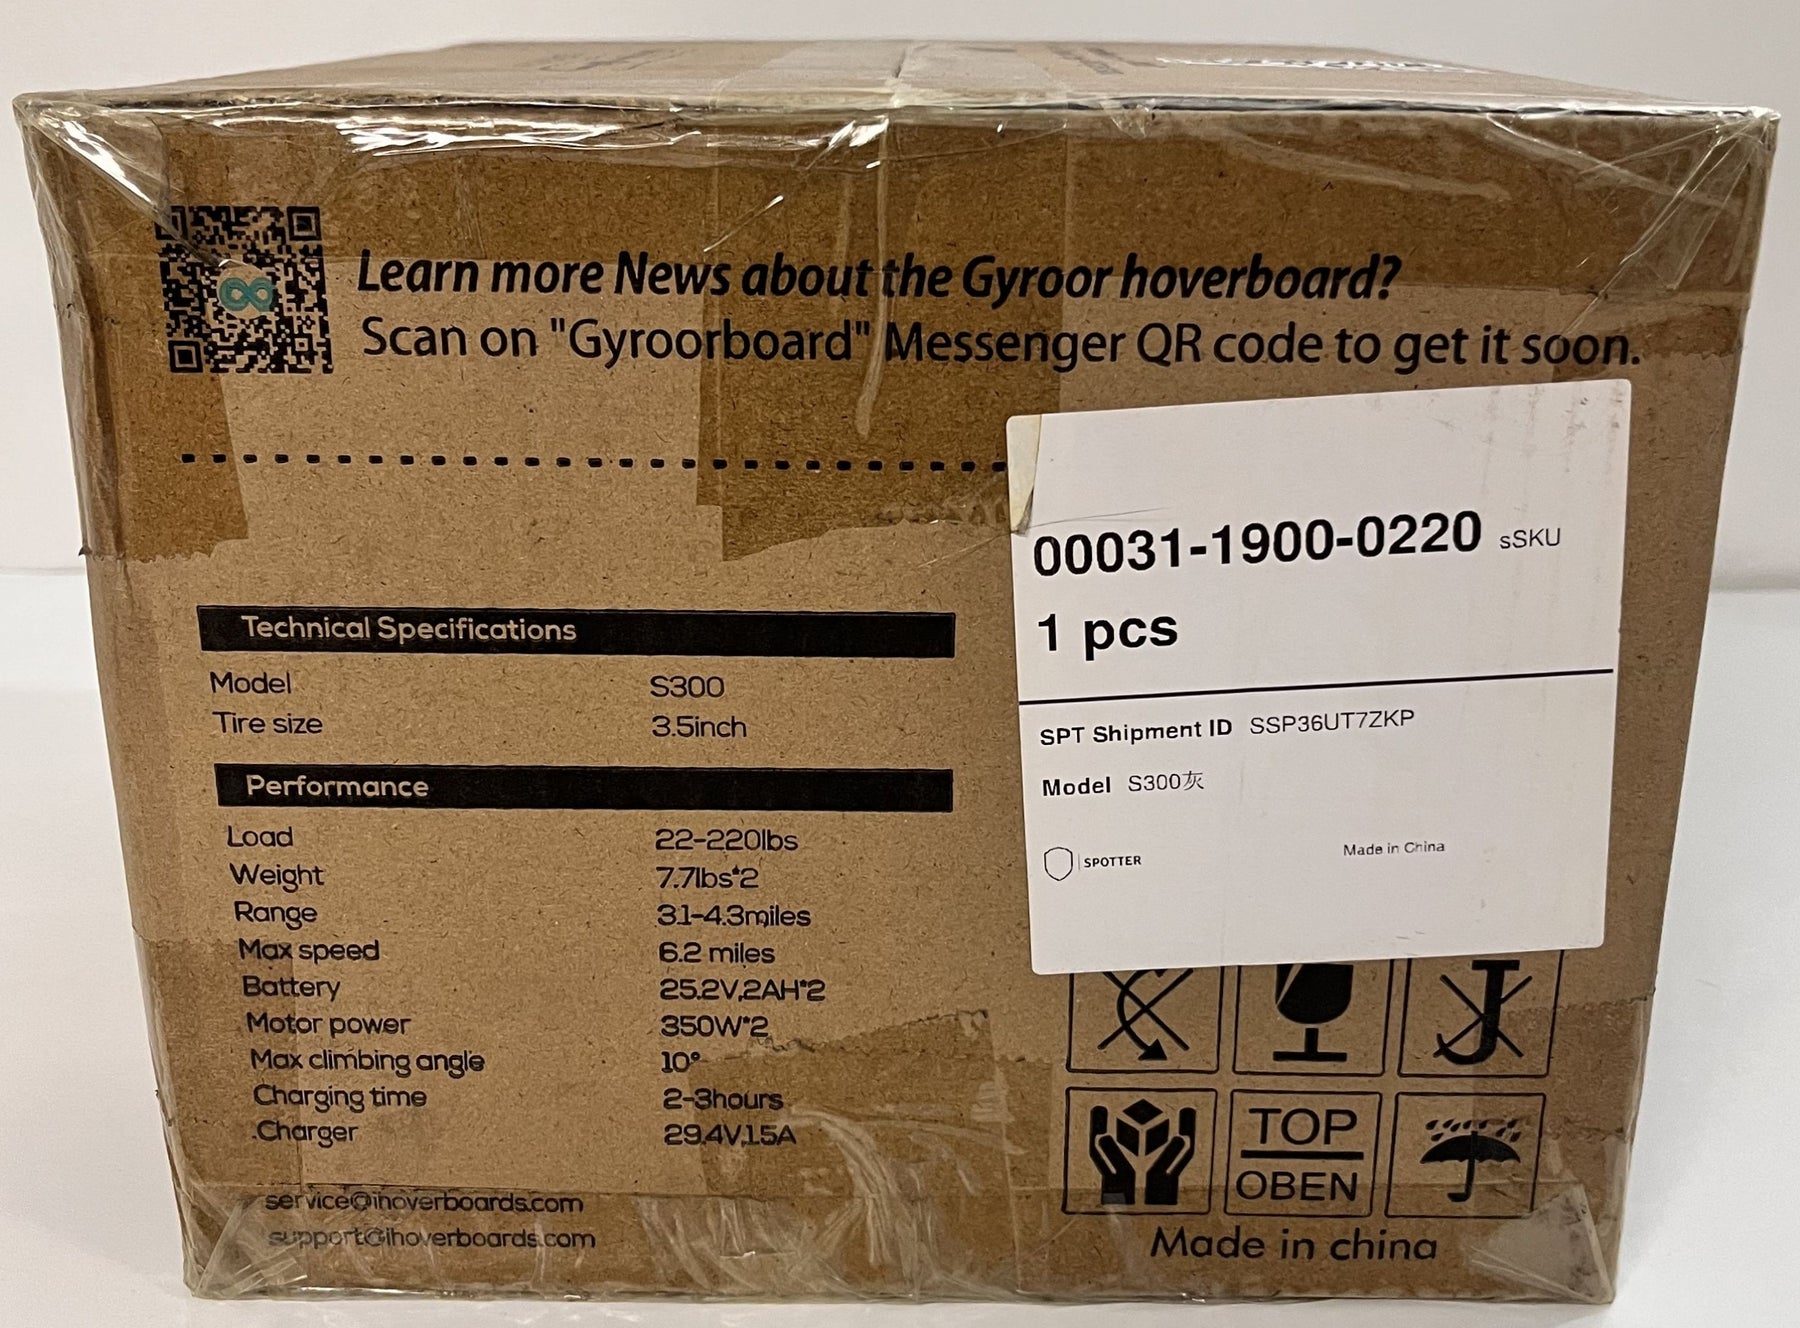 Learn more News about the Gyroor hoverboard?
Scan on "Gyroorboard" Messenger QR code to get it soon.
00031-1900-0220 sSKU
1 pcs
SPT Shipment ID SSP36UT7ZKP
Model S300灰
SPOTTER
Made in China
Technical Specifications
Model S300
Tire size 3.5inch
Performance
Load 22-220lbs
Weight 7.7lbs*2
Range 3.1-4.3miles
Max speed 6.2 miles
Battery 25.2V,2AH*2
Motor power 350W*2
Max climbing angle 10°
Charging time 2-3hours
.Charger 29.4V,1.5A
service@ihoverboards.com
support@ihoverboards.com
TOP
OBEN
Made in china